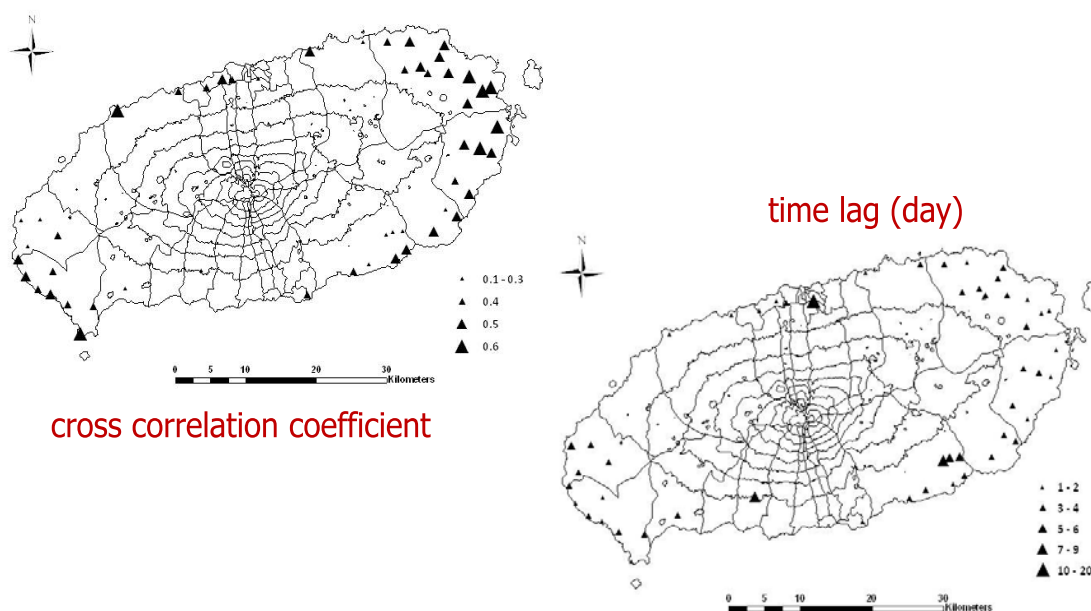 N
0.1 - 0.3
0.4
0.5
0.6
0 5 10 20 30
Kilometers
cross correlation coefficient
time lag (day)
N
1 - 2
3 - 4
5 - 6
7 - 9
10 - 20
0 5 10 20 30
Kilometers